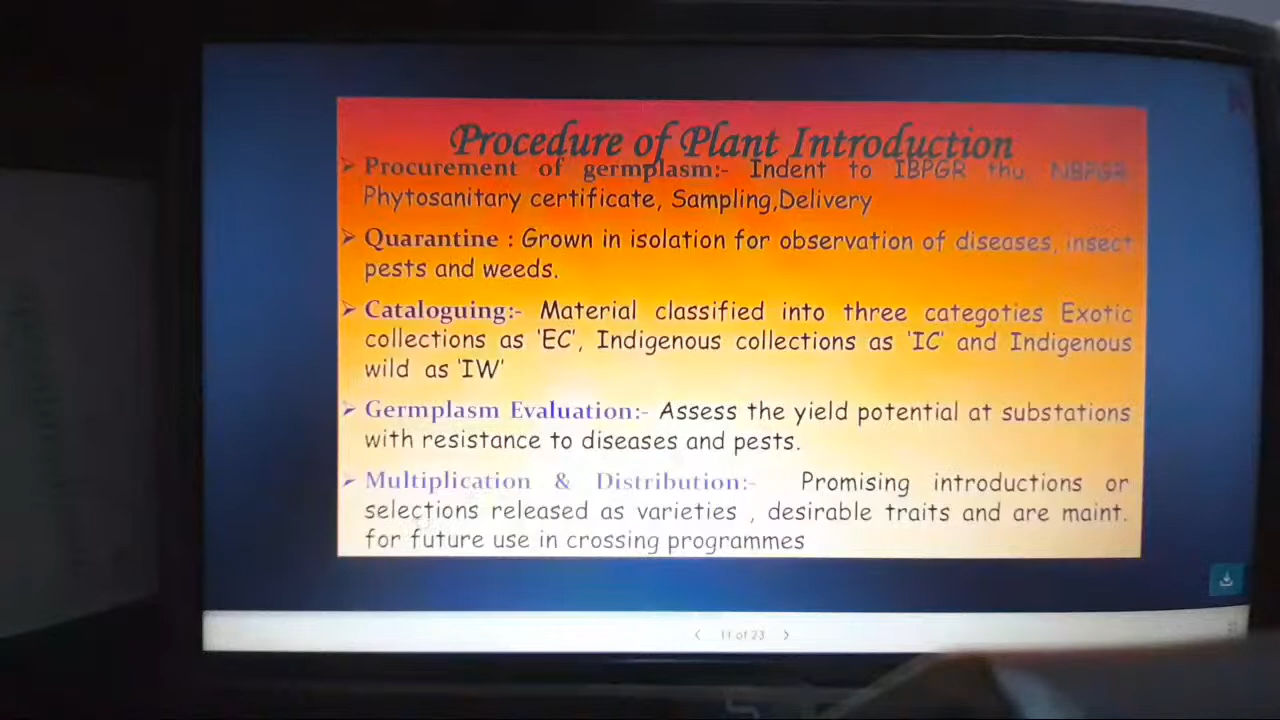 Procedure of Plant Introduction
➢ Procurement of germplasm:- Indent to IBPGR thu. NBPGR.
Phytosanitary certificate, Sampling,Delivery
➢ Quarantine : Grown in isolation for observation of diseases, insect
pests and weeds.
➢ Cataloguing:- Material classified into three categoties Exotic
collections as 'EC', Indigenous collections as 'IC' and Indigenous
wild as 'IW'
➢ Germplasm Evaluation:- Assess the yield potential at substations
with resistance to diseases and pests.
➢ Multiplication & Distribution:- Promising introductions or
selections released as varieties , desirable traits and are maint.
for future use in crossing programmes
11 of 23